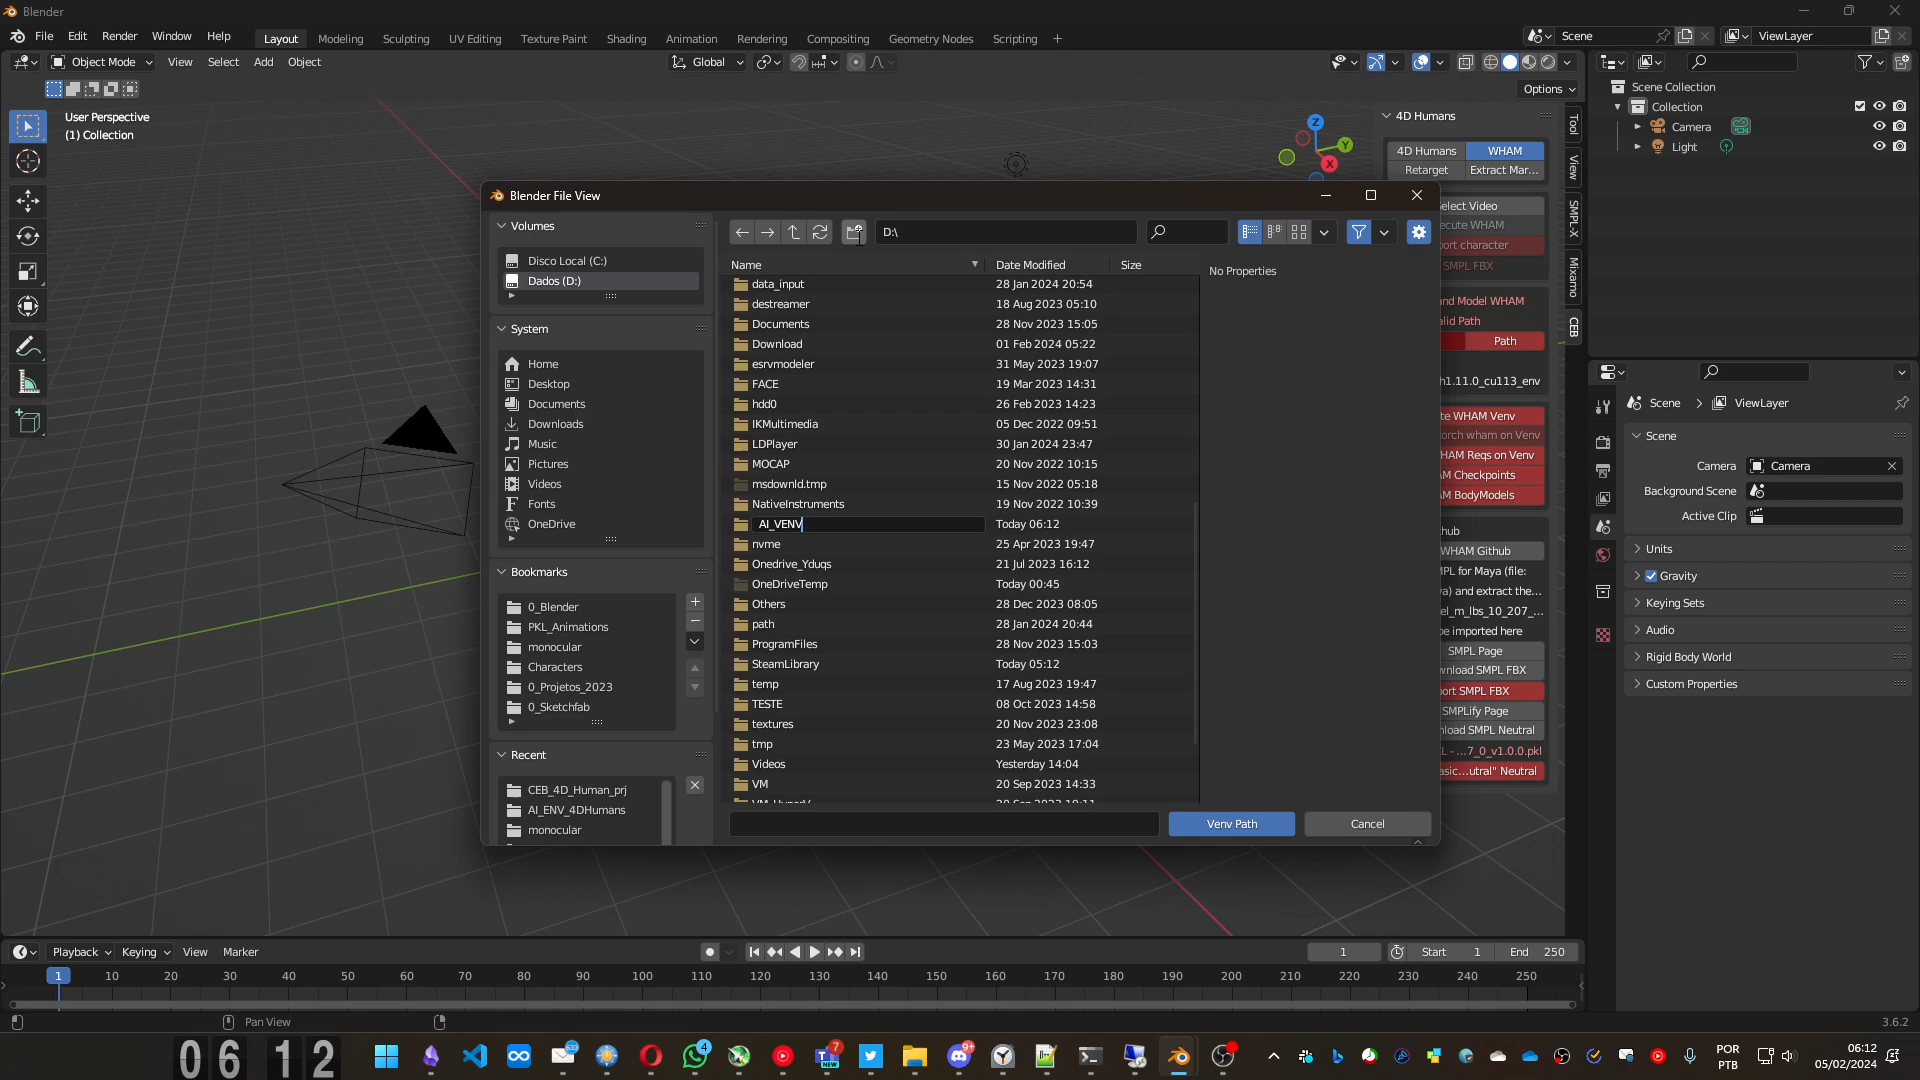 Blender
File Edit Render Window Help Layout Modeling Sculpting UV Editing Texture Paint Shading Animation Rendering Compositing Geometry Nodes Scripting + Scene ViewLayer
Object Mode View Select Add Object Global
Options
User Perspective
(1) Collection
Z
Y
X
4D Humans
4D Humans WHAM
Retarget Extract Mar...
Tool
View
SMPL-X
Mixamo
CEB
Scene Collection
Collection
Camera
Light
Blender File View
Volumes
Disco Local (C:)
Dados (D:)
System
Home
Desktop
Documents
Downloads
Music
Pictures
Videos
Fonts
OneDrive
Bookmarks
0_Blender
PKL_Animations
monocular
Characters
0_Projetos_2023
0_Sketchfab
Recent
CEB_4D_Human_prj
AI_ENV_4DHumans
monocular
D:\
Name Date Modified Size
data_input 28 Jan 2024 20:54
destreamer 18 Aug 2023 05:10
Documents 28 Nov 2023 15:05
Download 01 Feb 2024 05:22
esrvmodeler 31 May 2023 19:07
FACE 19 Mar 2023 14:31
hdd0 26 Feb 2023 14:23
IKMultimedia 05 Dec 2022 09:51
LDPlayer 30 Jan 2024 23:47
MOCAP 20 Nov 2022 10:15
msdownld.tmp 15 Nov 2022 05:18
NativeInstruments 19 Nov 2022 10:39
AI_VENV Today 06:12
nvme 25 Apr 2023 19:47
Onedrive_Yduqs 21 Jul 2023 16:12
OneDriveTemp Today 00:45
Others 28 Dec 2023 08:05
path 28 Jan 2024 20:44
ProgramFiles 28 Nov 2023 15:03
SteamLibrary Today 05:12
temp 17 Aug 2023 19:47
TESTE 08 Oct 2023 14:58
textures 20 Nov 2023 23:08
tmp 23 May 2023 17:04
Videos Yesterday 14:04
VM 20 Sep 2023 14:33
No Properties
Venv Path Cancel
elect Video
ecute WHAM
port character
SMPL FBX
nd Model WHAM
alid Path
Path
h1.11.0_cu113_env
te WHAM Venv
orch wham on Venv
HAM Reqs on Venv
M Checkpoints
M BodyModels
hub
WHAM Github
IPL for Maya (file:
va) and extract the...
el_m_lbs_10_207_...
be imported here
SMPL Page
wnload SMPL FBX
port SMPL FBX
SMPLify Page
nload SMPL Neutral
L - ...7_0_v1.0.0.pkl
asic...utral" Neutral
Scene > ViewLayer
Scene
Camera Camera
Background Scene
Active Clip
Units
Gravity
Keying Sets
Audio
Rigid Body World
Custom Properties
Playback Keying View Marker 1 Start 1 End 250
1 10 20 30 40 50 60 70 80 90 100 110 120 130 140 150 160 170 180 190 200 210 220 230 240 250
Pan View 3.6.2
06 12
533
4
7
NEW
9+
POR
PTB
06:12
05/02/2024